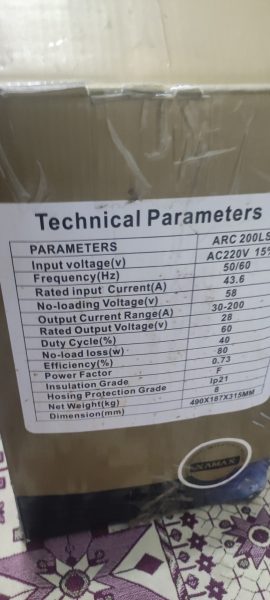 Technical Parameters
PARAMETERS ARC 200LS
Input voltage(v) AC220V 15%
Frequency(Hz) 50/60
Rated input Current(A) 43.6
No-loading Voltage(v) 58
Output Current Range(A) 30-200
Rated Output Voltage(v) 28
Duty Cycle(%) 60
No-load loss(w) 40
Efficiency(%) 80
Power Factor 0.73
Insulation Grade F
Hosing Protection Grade Ip21
Net Weight(kg) 8
Dimension(mm) 490X187X315MM